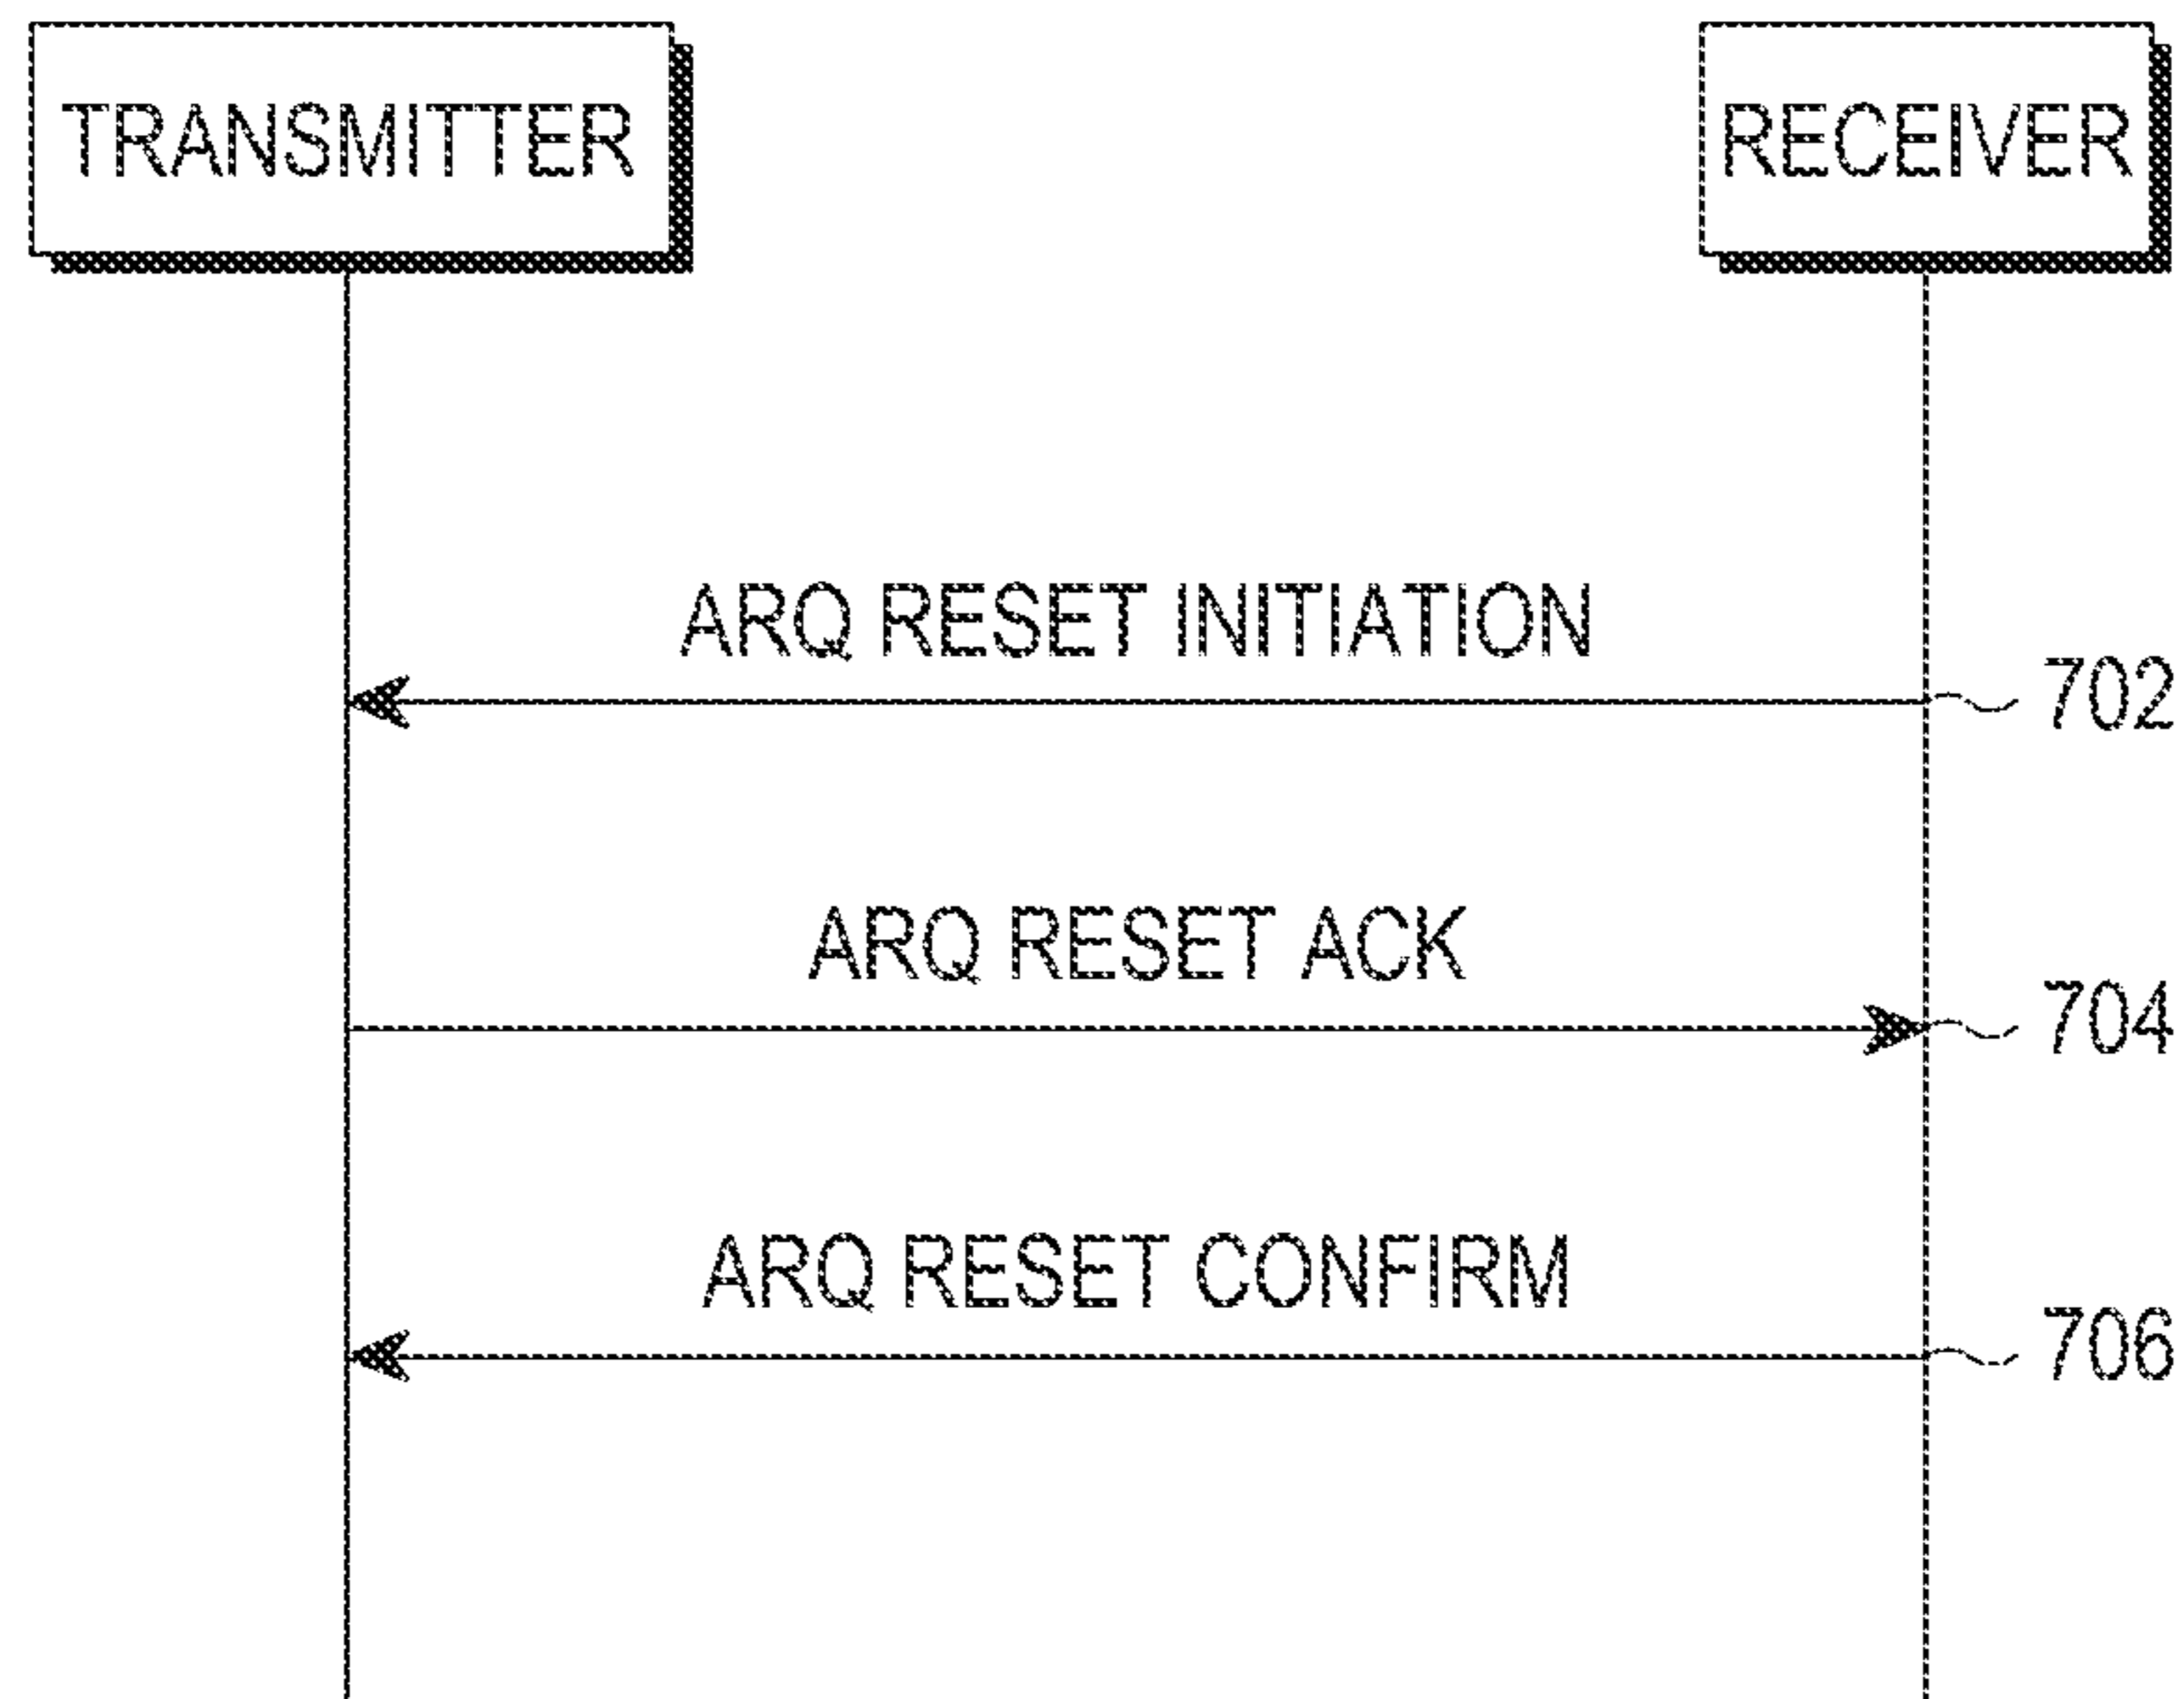 TRANSMITTER
RECEIVER
ARQ RESET INITIATION
702
ARQ RESET ACK
704
ARQ RESET CONFIRM
706